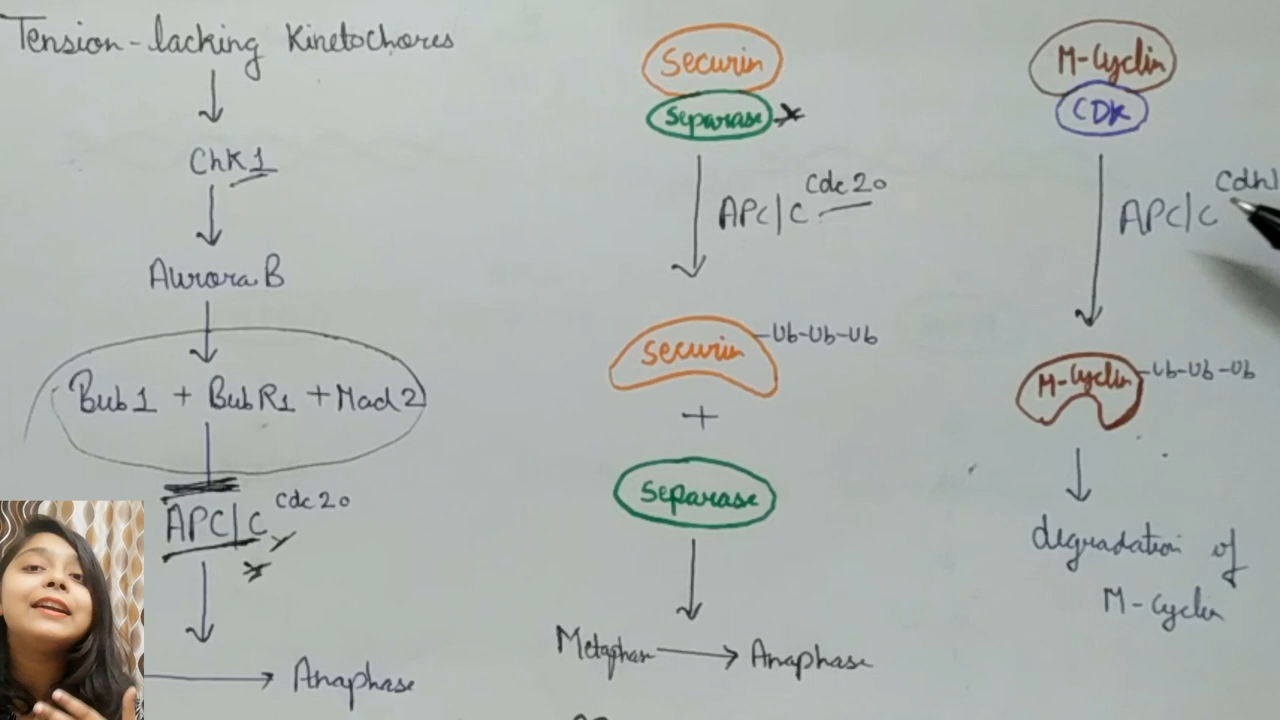 Tension-lacking Kinetochores
Chk1
Aurora B
Bub1 + BubR1 + Mad2
APC/C Cdc20
Anaphase
Securin
Separase
APC/C Cdc20
Securin -Ub-Ub-Ub
+
Separase
Metaphase → Anaphase
M-Cyclin
CDK
APC/C Cdh1
M-Cyclin -Ub-Ub-Ub
degradation of
M-Cyclin